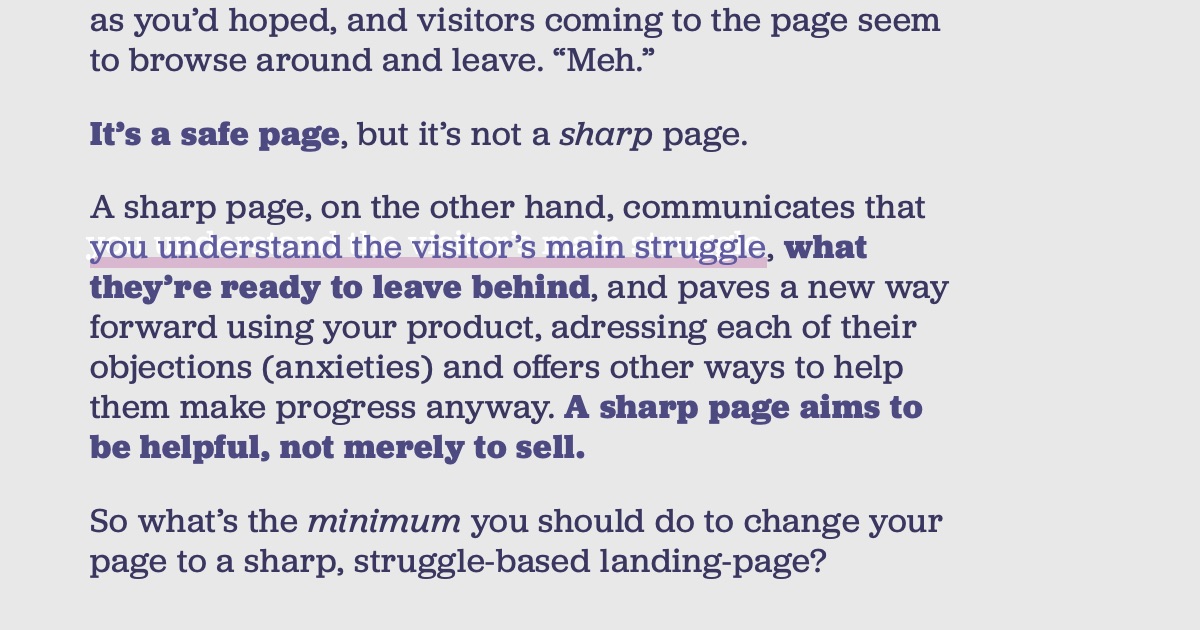 as you’d hoped, and visitors coming to the page seem
to browse around and leave. “Meh.”
It’s a safe page, but it’s not a sharp page.
A sharp page, on the other hand, communicates that
you understand the visitor’s main struggle, what
they’re ready to leave behind, and paves a new way
forward using your product, adressing each of their
objections (anxieties) and offers other ways to help
them make progress anyway. A sharp page aims to
be helpful, not merely to sell.
So what’s the minimum you should do to change your
page to a sharp, struggle-based landing-page?